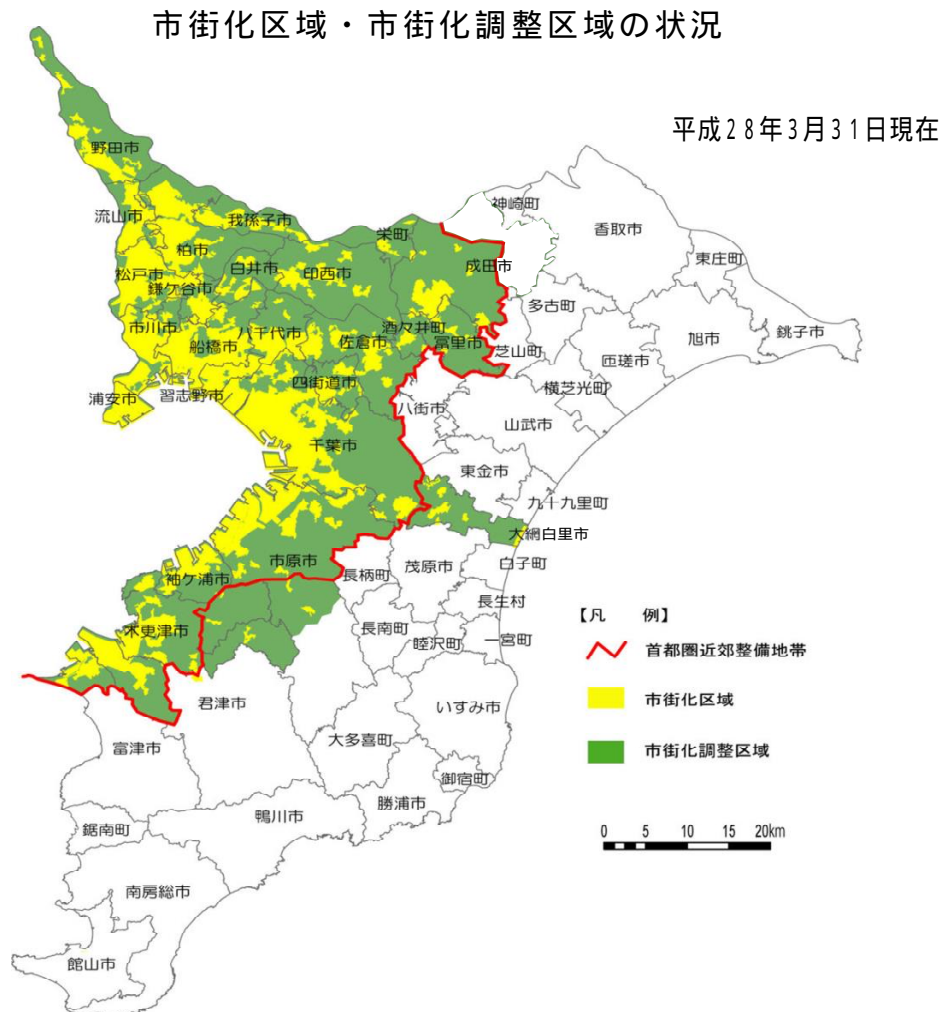 市街化区域・市街化調整区域の状況
平成28年3月31日現在
野田市
流山市
我孫子市
柏市
栄町
神崎町
香取市
成田市
東庄町
松戸市
白井市
印西市
鎌ケ谷市
多古町
市川市
八千代市
酒々井町
船橋市
佐倉市
富里市
芝山町
旭市
銚子市
匝瑳市
四街道市
横芝光町
浦安市
習志野市
八街市
山武市
千葉市
東金市
九十九里町
大網白里市
市原市
長柄町
茂原市
白子町
袖ケ浦市
長生村
木更津市
長南町
睦沢町
一宮町
君津市
いすみ市
富津市
大多喜町
御宿町
勝浦市
鴨川市
鋸南町
南房総市
館山市
【凡 例】
首都圏近郊整備地帯
市街化区域
市街化調整区域
0 5 10 15 20km